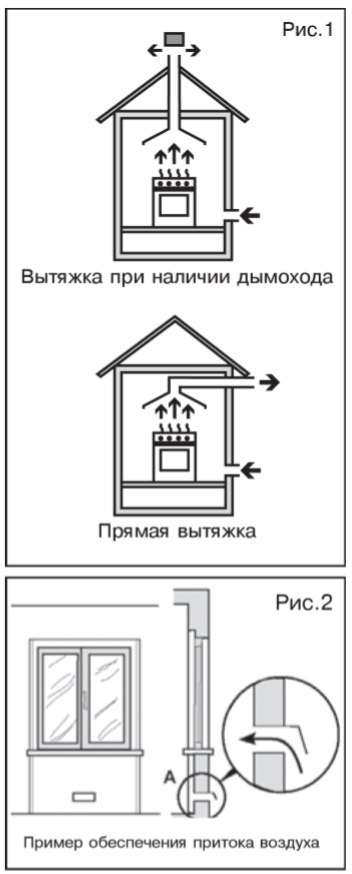 Рис.1
Вытяжка при наличии дымохода
Прямая вытяжка
Рис.2
А
Пример обеспечения притока воздуха